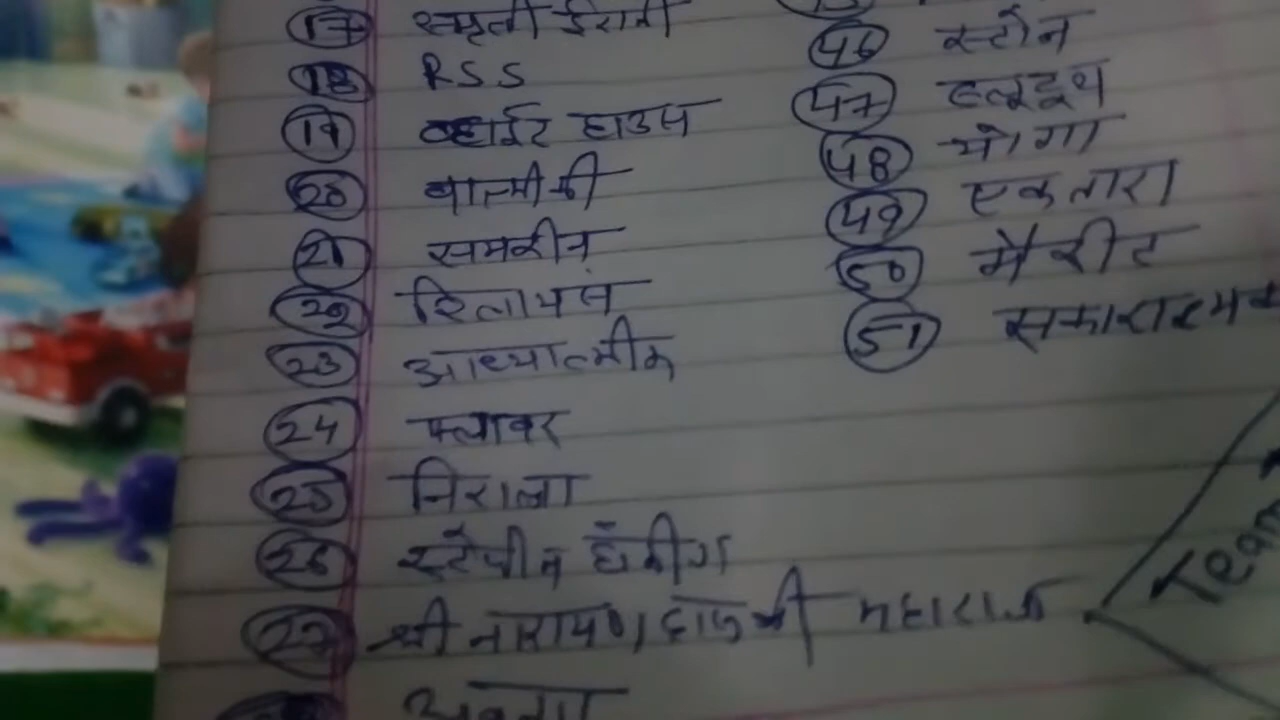 17 स्मृती ईरानी
18 RSS
19 व्हाईट हाउस
20 वाल्मीकी
21 समरीन
22 रिलायंस
23 आध्यात्मीक
24 फ्लावर
25 निराला
26 स्टेफीन हॉकींग
27 श्री नारायण दासजी महाराज
46 स्टोन
47 ब्लूटूथ
48 योगा
49 एकतारा
50 मैरीट
51 सकारात्मक
Team